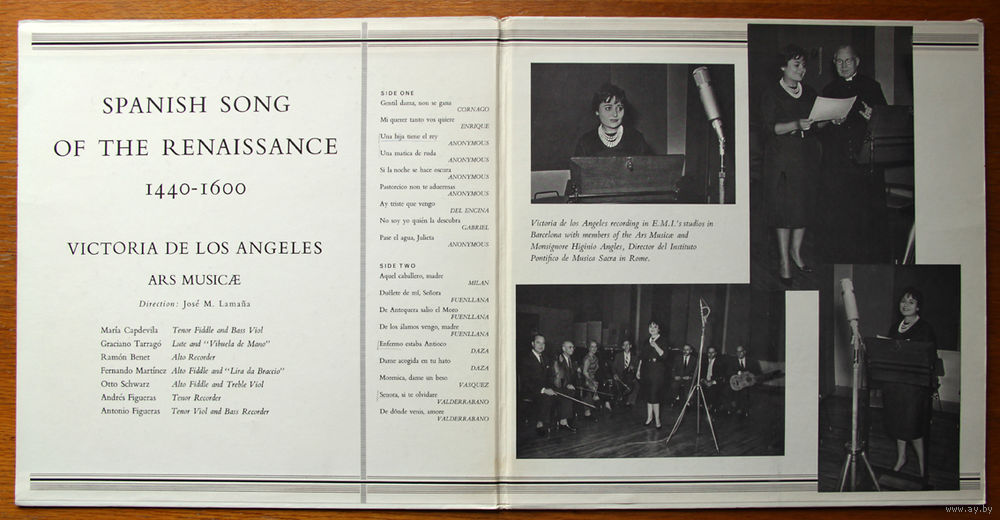 SPANISH SONG
OF THE RENAISSANCE
1440-1600
VICTORIA DE LOS ANGELES
ARS MUSICÆ
Direction: José M. Lamaña
María Capdevila Tenor Fiddle and Bass Viol
Graciano Tarragó Lute and "Vihuela de Mano"
Ramón Benet Alto Recorder
Fernando Martínez Alto Fiddle and "Lira da Braccio"
Otto Schwarz Alto Fiddle and Treble Viol
Andrés Figueras Tenor Recorder
Antonio Figueras Tenor Viol and Bass Recorder
SIDE ONE
Gentil dama, non se gana
CORNAGO
Mi querer tanto vos quiere
ENRIQUE
Una hija tiene el rey
ANONYMOUS
Una matica de ruda
ANONYMOUS
Si la noche se hace oscura
ANONYMOUS
Pastorcico non te aduermas
ANONYMOUS
Ay triste que vengo
DEL ENCINA
No soy yo quién la descubra
GABRIEL
Pase el agua, Julieta
ANONYMOUS
SIDE TWO
Aquel caballero, madre
MILAN
Duélete de mí, Señora
FUENLLANA
De Antequera salio el Moro
FUENLLANA
De los álamos vengo, madre
FUENLLANA
Enfermo estaba Antioco
DAZA
Dame acogida en tu hato
DAZA
Morenica, dame un beso
VASQUEZ
Senora, si te olvidare
VALDERRABANO
De dónde venis, amore
VALDERRABANO
Victoria de los Angeles recording in E.M.I.'s studios in
Barcelona with members of the Ars Musicæ and
Monsignore Higinio Angles, Director del Instituto
Pontifico de Musica Sacra in Rome.
www.ay.by